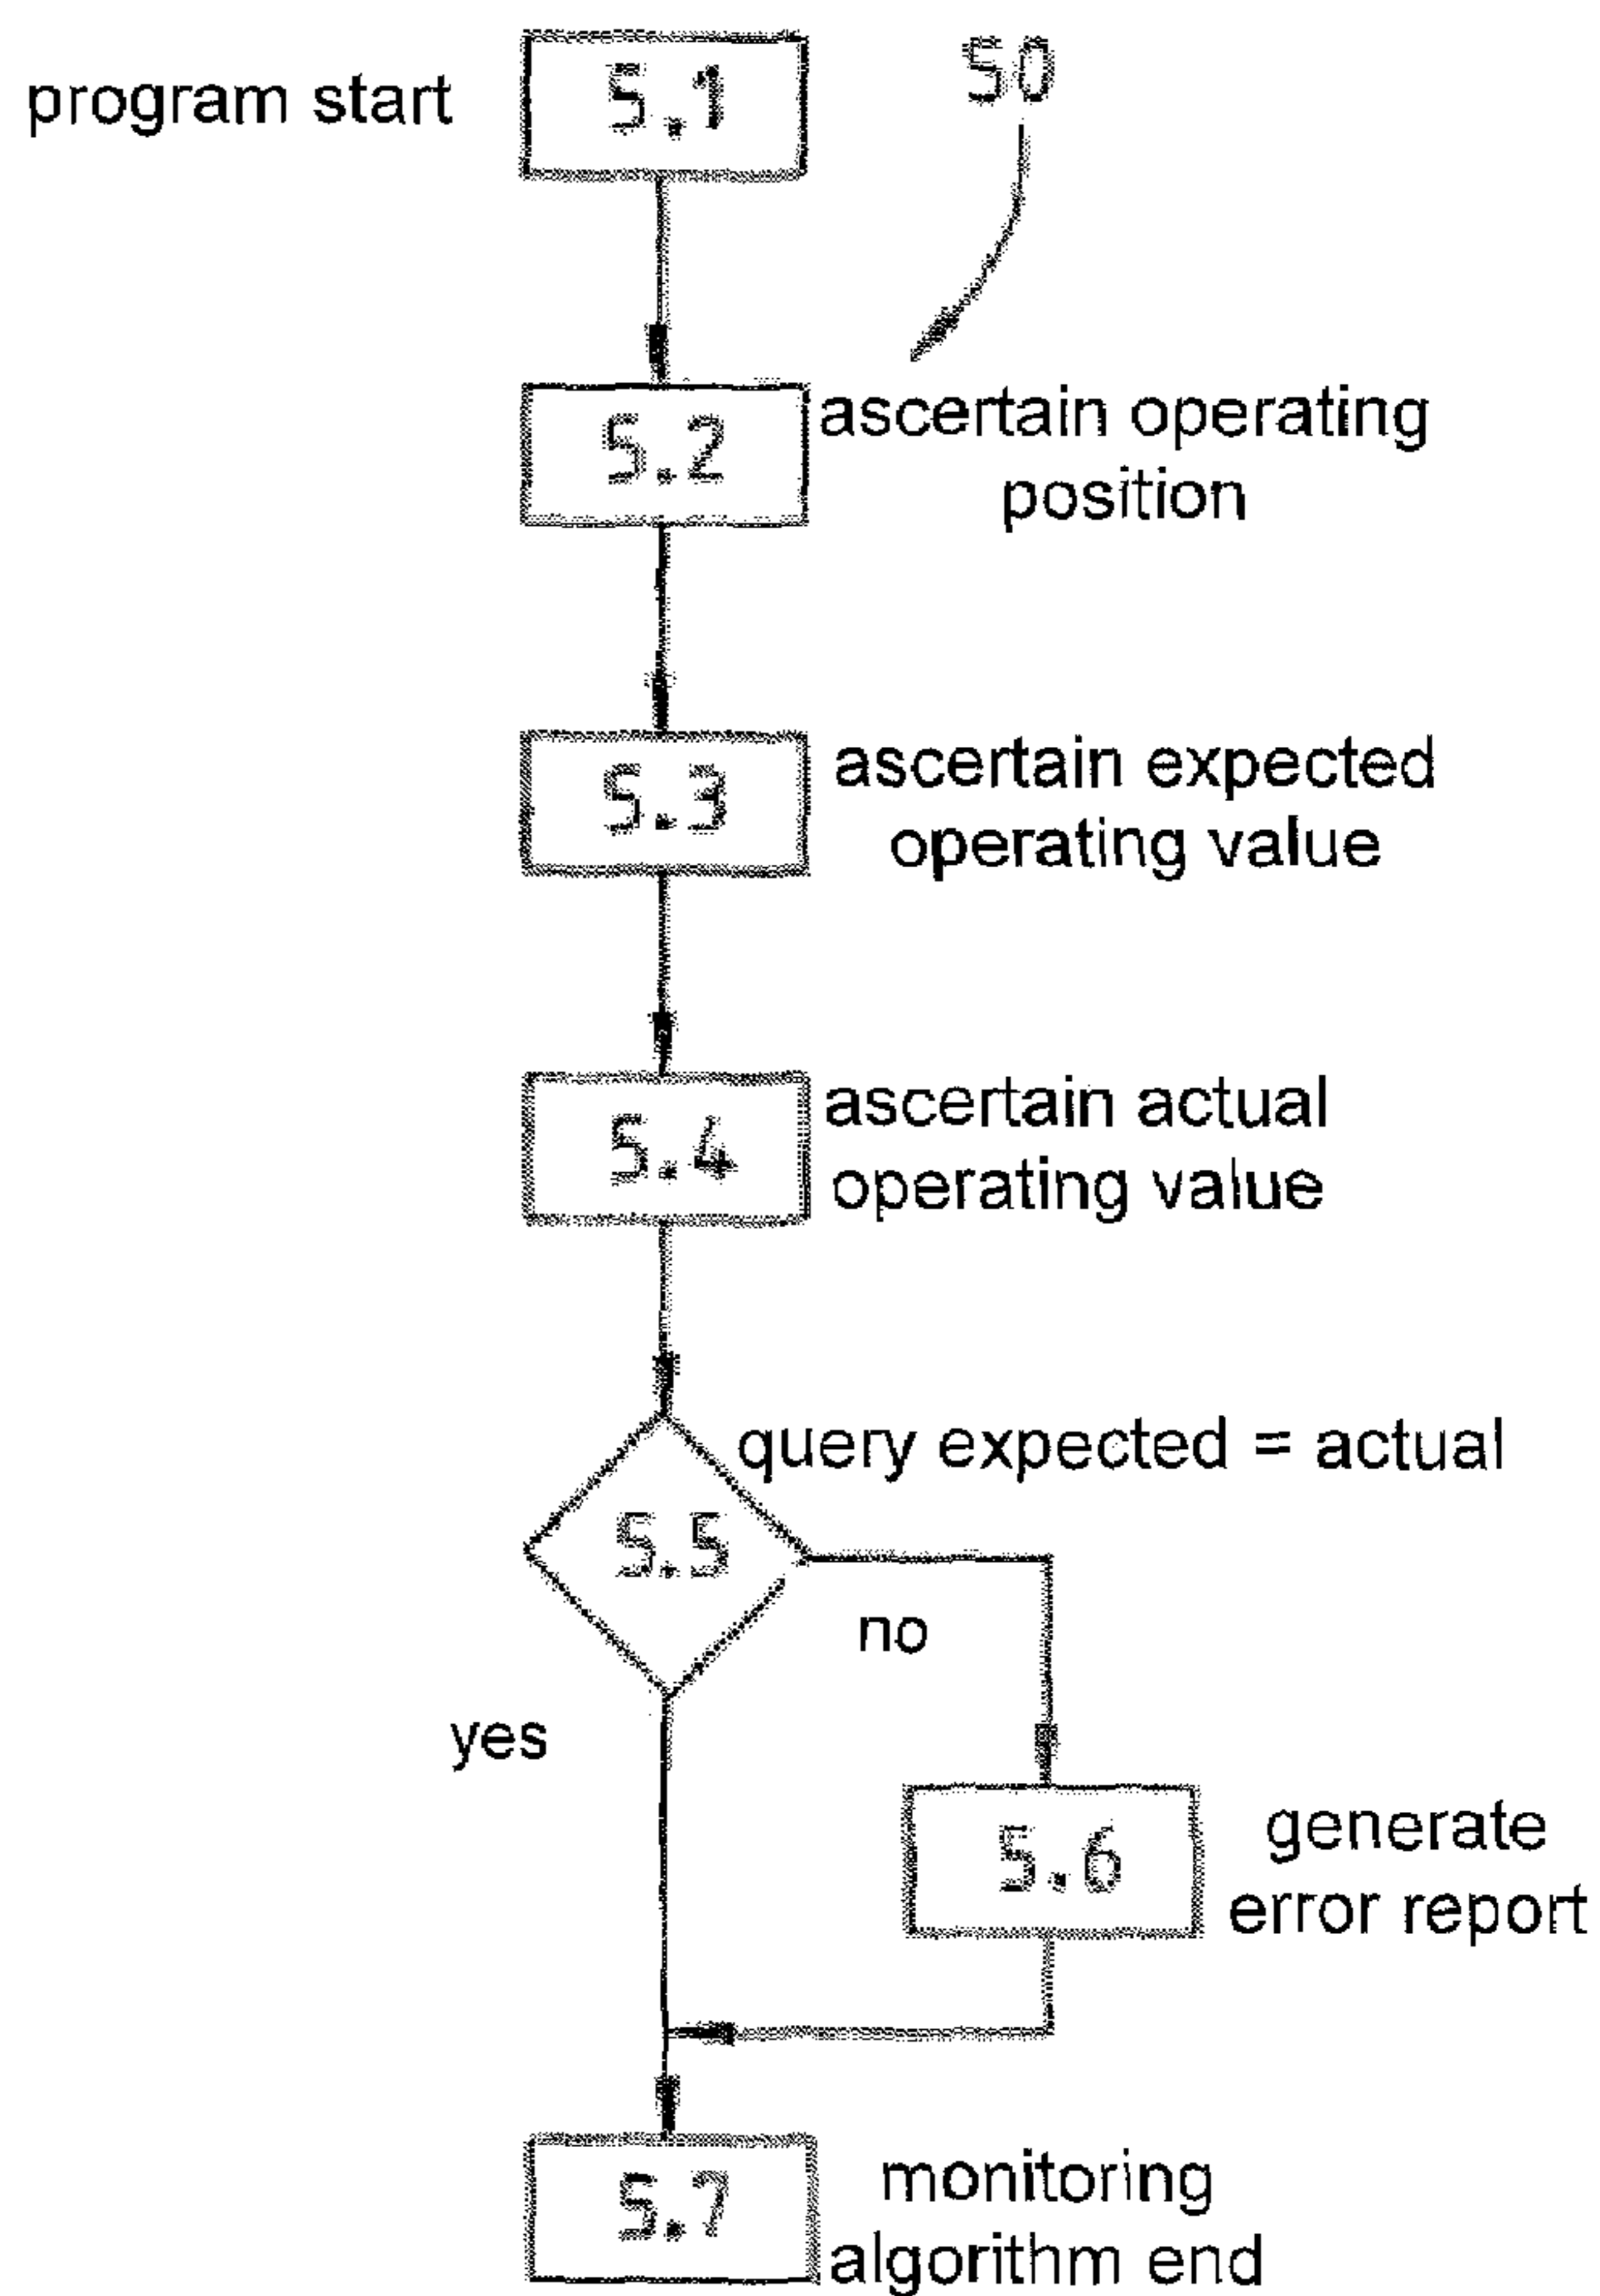 program start
5.1
50
5.2
ascertain operating
position
5.3
ascertain expected
operating value
5.4
ascertain actual
operating value
query expected = actual
5.5
no
yes
5.6
generate
error report
5.7
monitoring
algorithm end